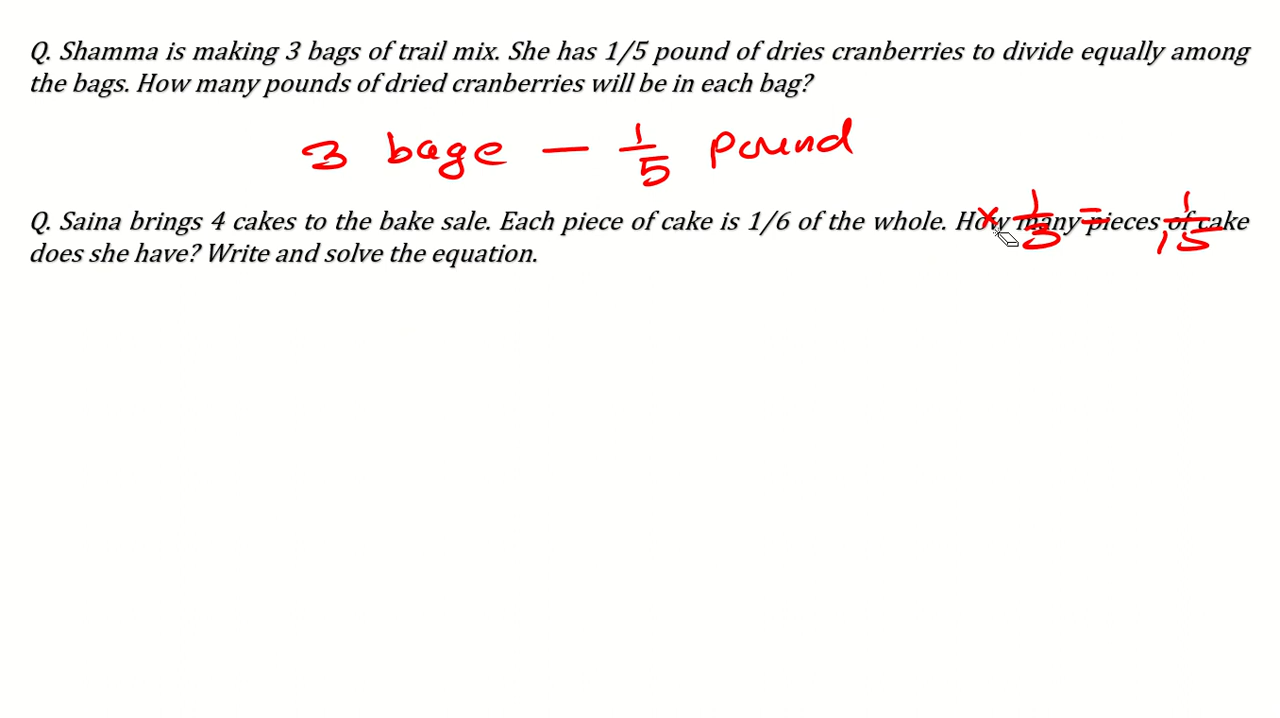 Q. Shamma is making 3 bags of trail mix. She has 1/5 pound of dries cranberries to divide equally among
the bags. How many pounds of dried cranberries will be in each bag?
3 bage — 1/5 pound
× 1/3 = 1/15
Q. Saina brings 4 cakes to the bake sale. Each piece of cake is 1/6 of the whole. How many pieces of cake
does she have? Write and solve the equation.